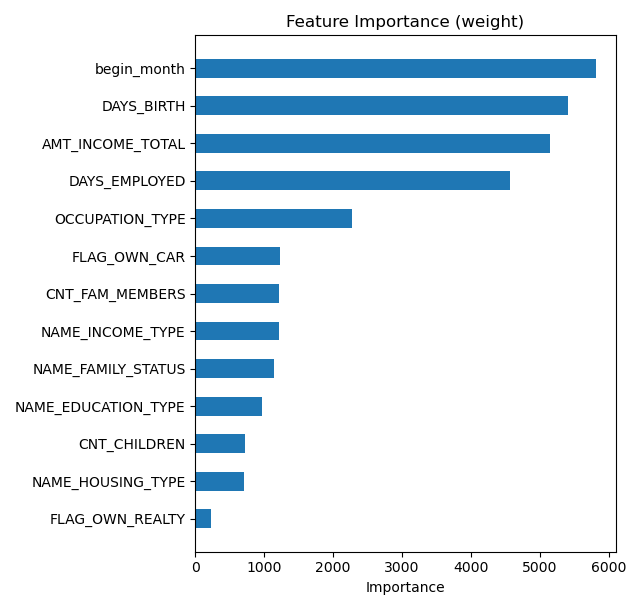 Feature Importance (weight)
begin_month
DAYS_BIRTH
AMT_INCOME_TOTAL
DAYS_EMPLOYED
OCCUPATION_TYPE
FLAG_OWN_CAR
CNT_FAM_MEMBERS
NAME_INCOME_TYPE
NAME_FAMILY_STATUS
NAME_EDUCATION_TYPE
CNT_CHILDREN
NAME_HOUSING_TYPE
FLAG_OWN_REALTY
0 1000 2000 3000 4000 5000 6000
Importance